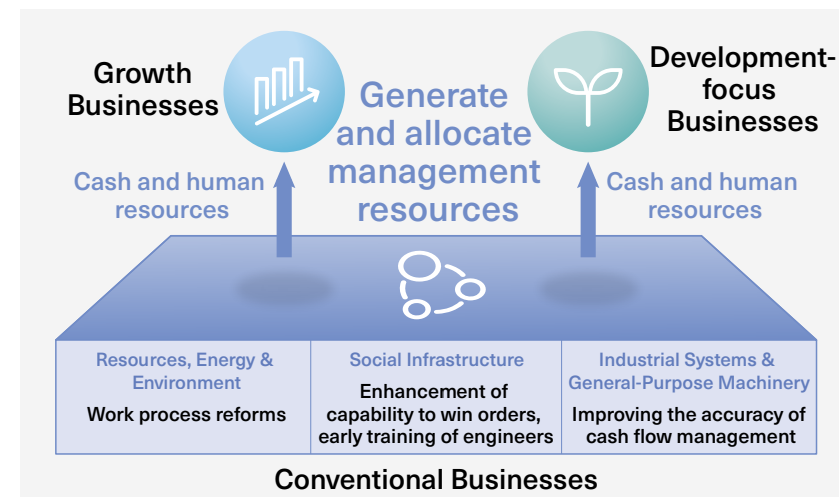 Growth
Businesses
Generate
and allocate
management
resources
Development-
focus
Businesses
Cash and human
resources
Cash and human
resources
Resources, Energy &
Environment
Work process reforms
Social Infrastructure
Enhancement of
capability to win orders,
early training of engineers
Industrial Systems &
General-Purpose Machinery
Improving the accuracy of
cash flow management
Conventional Businesses